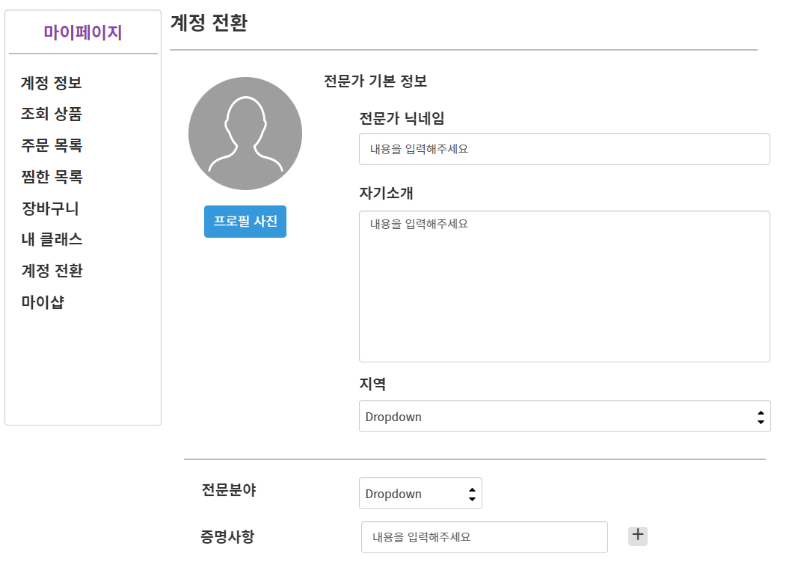 마이페이지
계정 정보
조회 상품
주문 목록
찜한 목록
장바구니
내 클래스
계정 전환
마이샵
계정 전환
프로필 사진
전문가 기본 정보
전문가 닉네임
내용을 입력해주세요
자기소개
내용을 입력해주세요
지역
Dropdown
전문분야
Dropdown
증명사항
내용을 입력해주세요
+